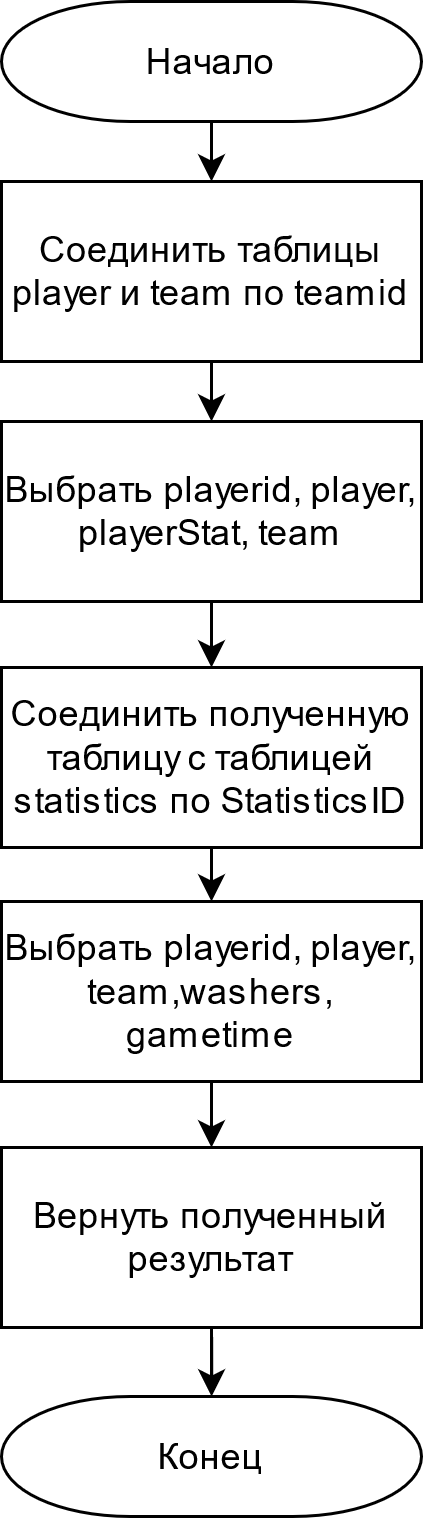 Начало
Соединить таблицы
player и team по teamid
Выбрать playerid, player,
playerStat, team
Соединить полученную
таблицу с таблицей
statistics по StatisticsID
Выбрать playerid, player,
team,washers,
gametime
Вернуть полученный
результат
Конец